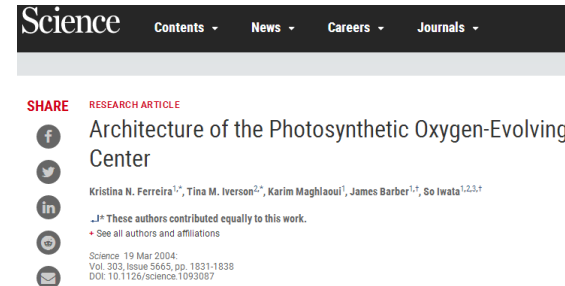 Science Contents News Careers Journals
SHARE
RESEARCH ARTICLE
Architecture of the Photosynthetic Oxygen-Evolving
Center
Kristina N. Ferreira1,*, Tina M. Iverson2,*, Karim Maghlaoui1, James Barber1,†, So Iwata1,2,3,†
.J* These authors contributed equally to this work.
+ See all authors and affiliations
Science 19 Mar 2004:
Vol. 303, Issue 5665, pp. 1831-1838
DOI: 10.1126/science.1093087